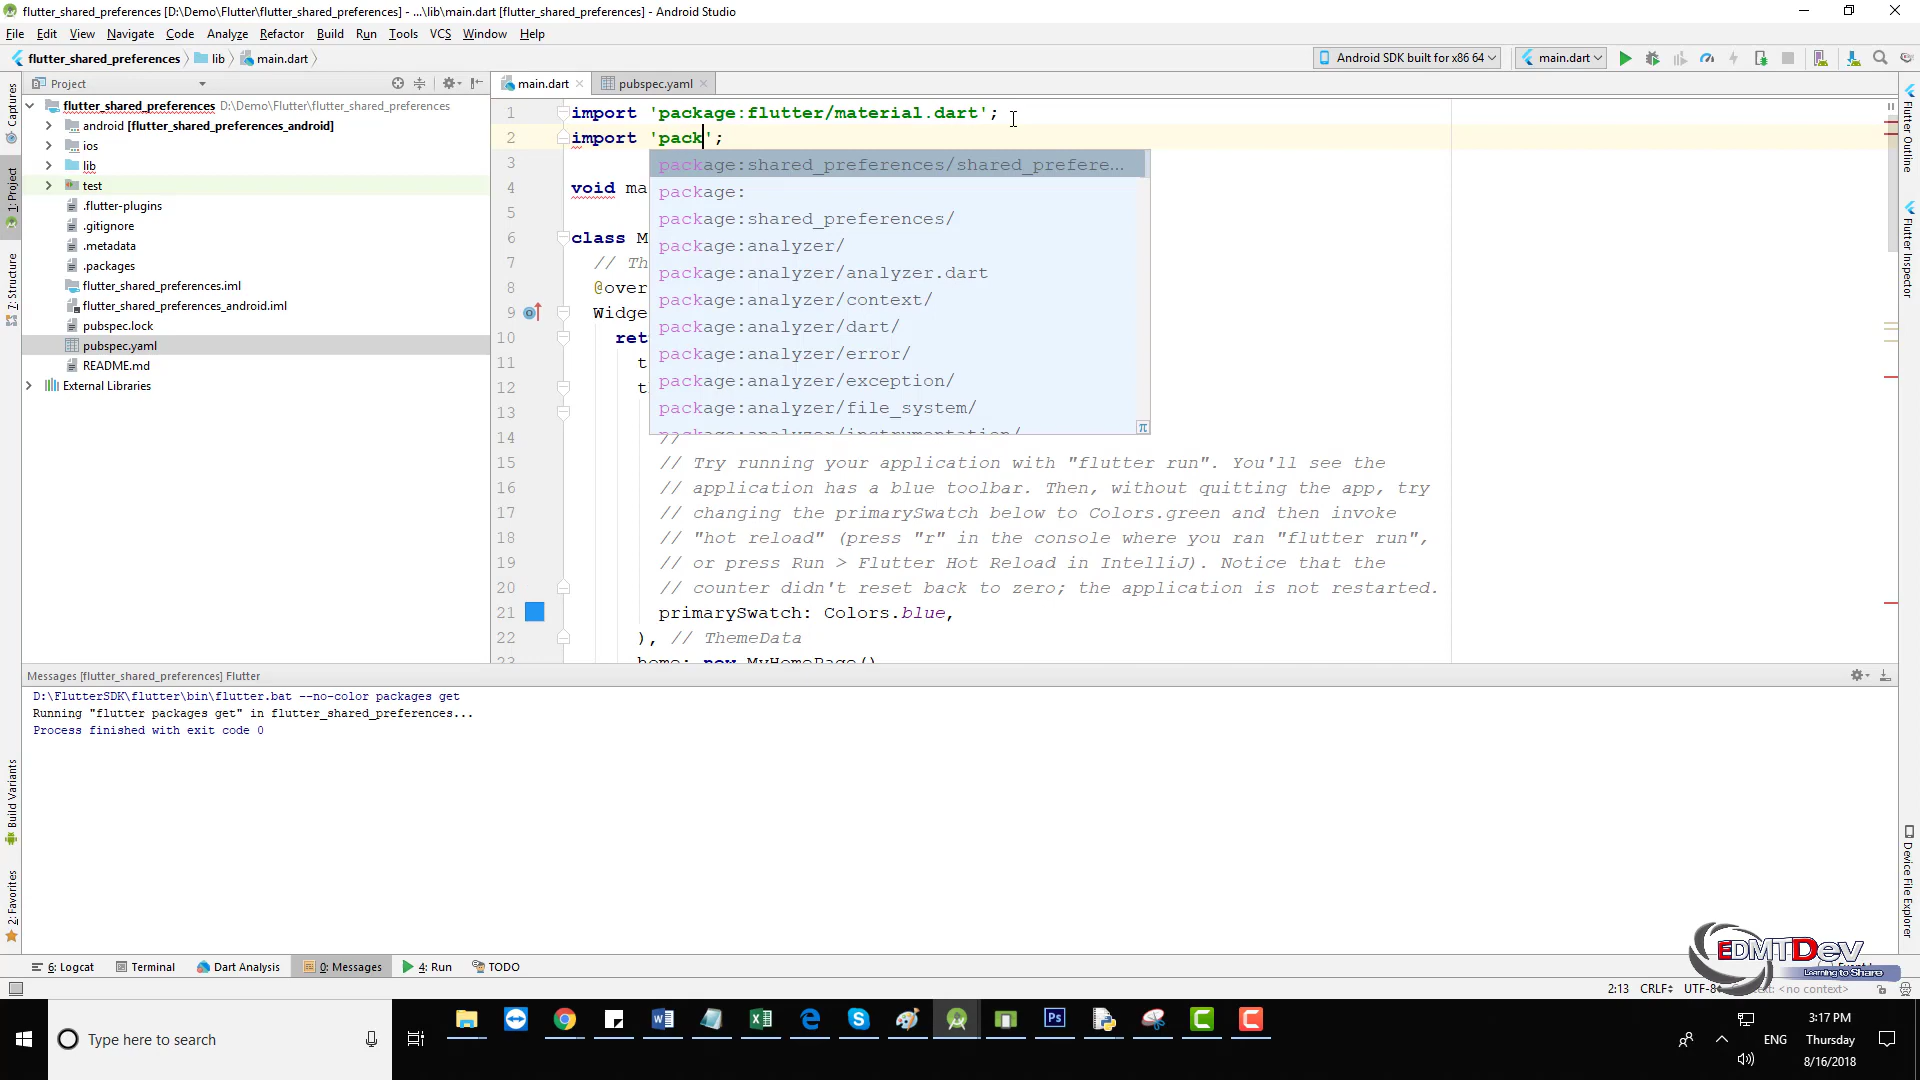 flutter_shared_preferences [D:\Demo\Flutter\flutter_shared_preferences] - ...\lib\main.dart [flutter_shared_preferences] - Android Studio
File Edit View Navigate Code Analyze Refactor Build Run Tools VCS Window Help
flutter_shared_preferences lib main.dart Android SDK built for x86 64 main.dart
Project main.dart pubspec.yaml
flutter_shared_preferences D:\Demo\Flutter\flutter_shared_preferences
android [flutter_shared_preferences_android]
ios
lib
test
.flutter-plugins
.gitignore
.metadata
.packages
flutter_shared_preferences.iml
flutter_shared_preferences_android.iml
pubspec.lock
pubspec.yaml
README.md
External Libraries
Captures
1: Project
7: Structure
Build Variants
2: Favorites
1 import 'package:flutter/material.dart';
2 import 'pack';
3
4 void ma
5
6 class M
7 // Th
8 @over
9 Widge
10 ret
11 t
12 t
13
14 //
15 // Try running your application with "flutter run". You'll see the
16 // application has a blue toolbar. Then, without quitting the app, try
17 // changing the primarySwatch below to Colors.green and then invoke
18 // "hot reload" (press "r" in the console where you ran "flutter run",
19 // or press Run > Flutter Hot Reload in IntelliJ). Notice that the
20 // counter didn't reset back to zero; the application is not restarted.
21 primarySwatch: Colors.blue,
22 ), // ThemeData
23 home: new MyHomePage()
package:shared_preferences/shared_prefere...
package:
package:shared_preferences/
package:analyzer/
package:analyzer/analyzer.dart
package:analyzer/context/
package:analyzer/dart/
package:analyzer/error/
package:analyzer/exception/
package:analyzer/file_system/
package:analyzer/instrumentation/
π
Flutter Outline
Flutter Inspector
Device File Explorer
Messages [flutter_shared_preferences] Flutter
D:\FlutterSDK\flutter\bin\flutter.bat --no-color packages get
Running "flutter packages get" in flutter_shared_preferences...
Process finished with exit code 0
6: Logcat Terminal Dart Analysis 0: Messages 4: Run TODO
EDMTDev
Learning to Share
2:13 CRLF UTF-8 <no context>
Type here to search
ENG
3:17 PM
Thursday
8/16/2018